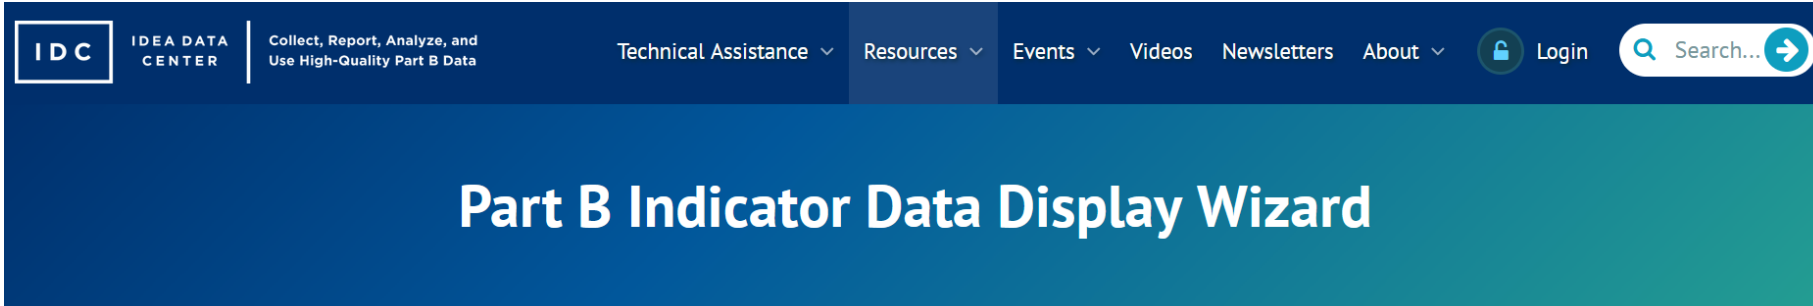 IDC
IDEA DATA
CENTER
Collect, Report, Analyze, and
Use High-Quality Part B Data
Technical Assistance Resources Events Videos Newsletters About Login Search...
Part B Indicator Data Display Wizard